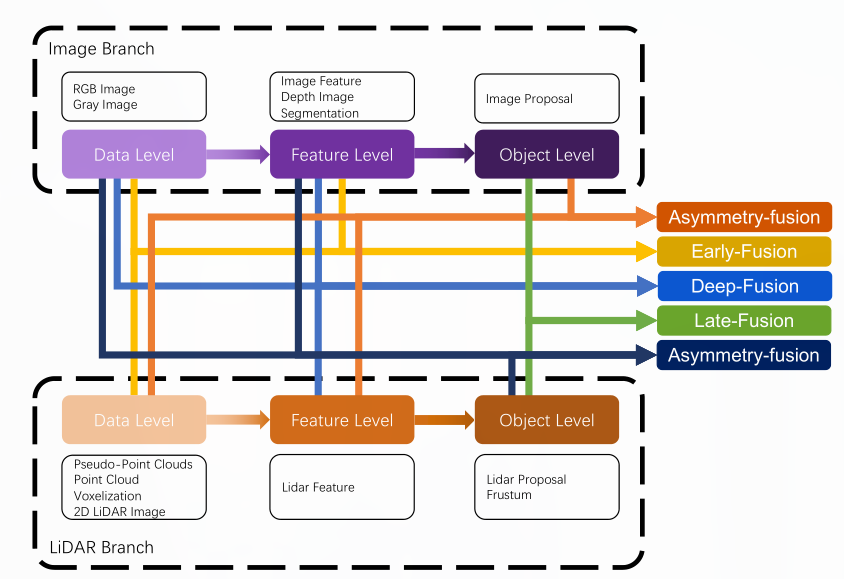 Image Branch
RGB Image
Gray Image
Image Feature
Depth Image
Segmentation
Image Proposal
Data Level
Feature Level
Object Level
Asymmetry-fusion
Early-Fusion
Deep-Fusion
Late-Fusion
Asymmetry-fusion
Data Level
Feature Level
Object Level
Pseudo-Point Clouds
Point Cloud
Voxelization
2D LiDAR Image
Lidar Feature
Lidar Proposal
Frustum
LiDAR Branch